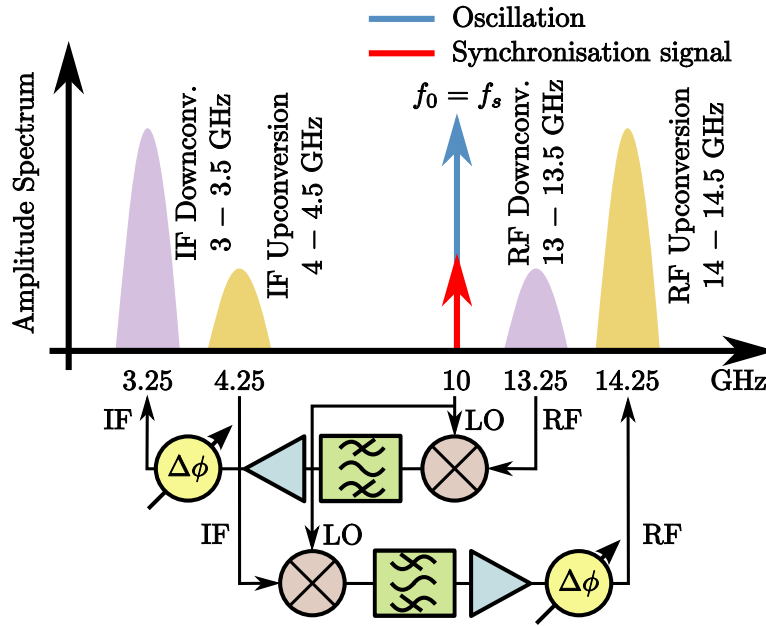 Oscillation
Synchronisation signal
f₀ = fₛ
Amplitude Spectrum
IF Downconv.
3 − 3.5 GHz
IF Upconversion
4 − 4.5 GHz
RF Downconv.
13 − 13.5 GHz
RF Upconversion
14 − 14.5 GHz
3.25 4.25 10 13.25 14.25 GHz
IF LO RF
Δϕ
IF LO RF
Δϕ